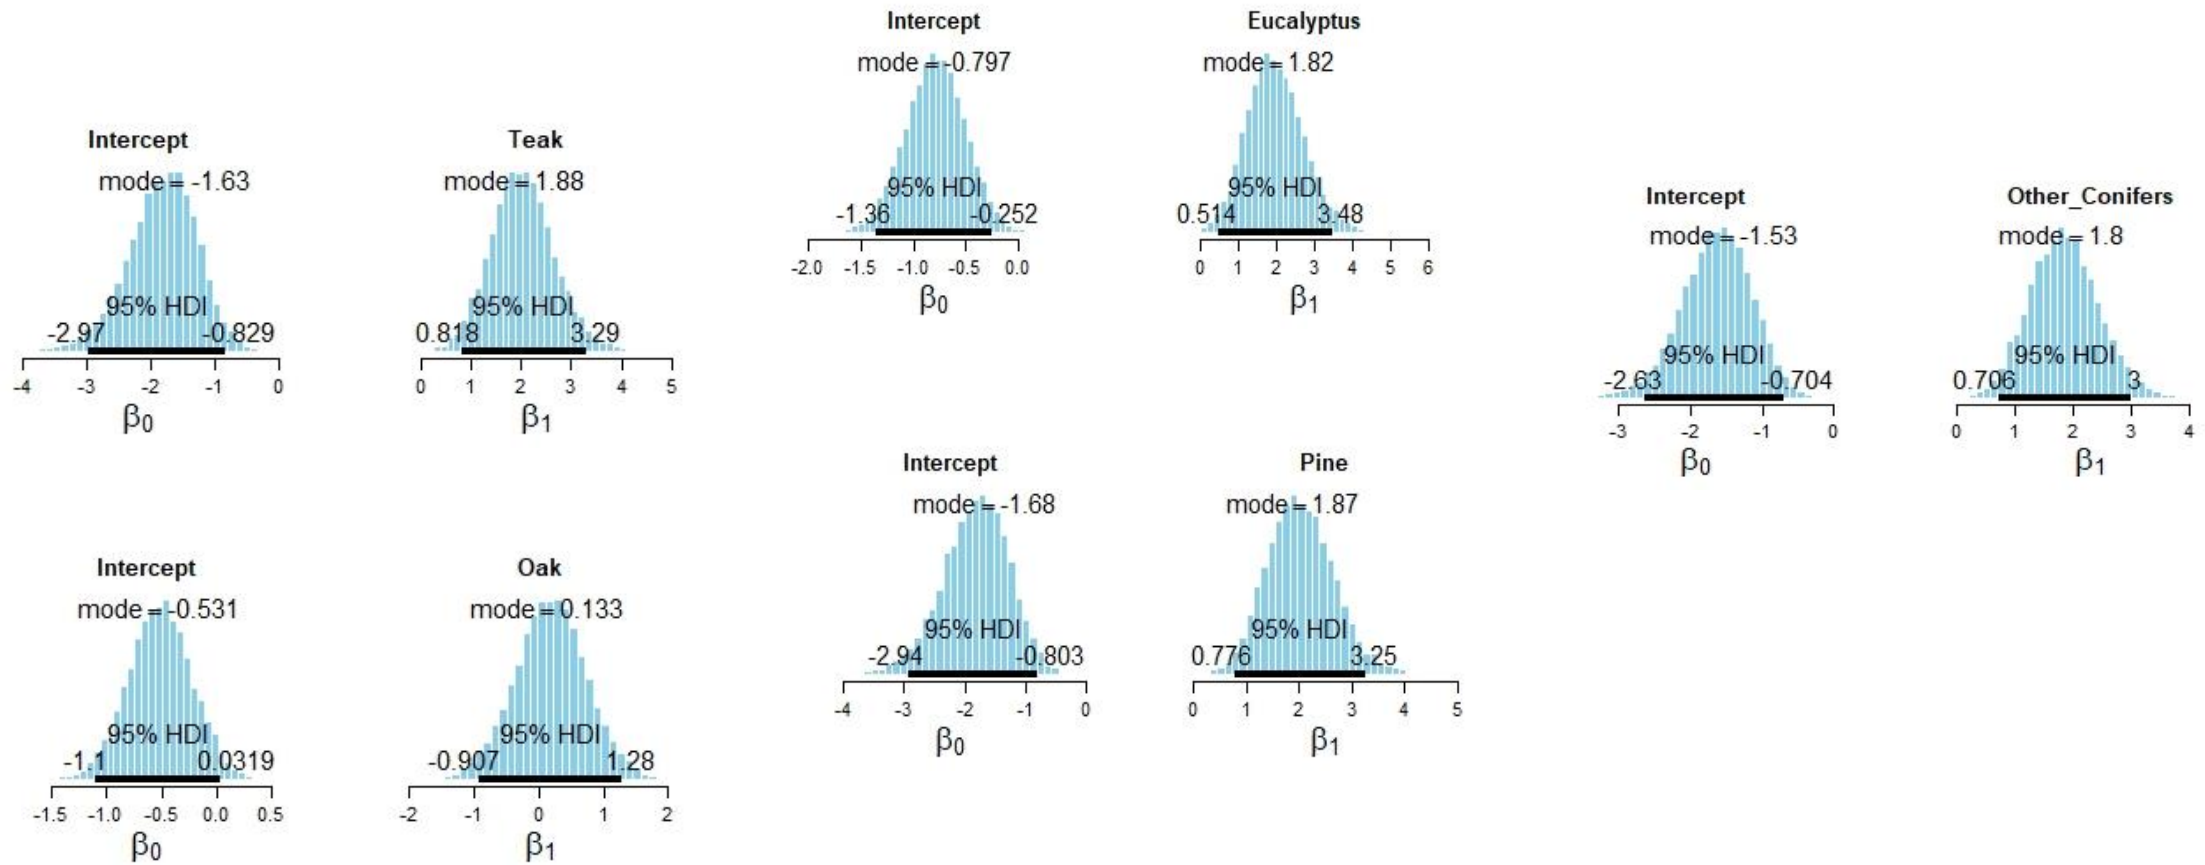 Intercept
mode = -1.63
95% HDI
-2.97 -0.829
-4 -3 -2 -1 0
β0
Teak
mode = 1.88
95% HDI
0.818 3.29
0 1 2 3 4 5
β1
Intercept
mode = -0.531
95% HDI
-1.1 0.0319
-1.5 -1.0 -0.5 0.0 0.5
β0
Oak
mode = 0.133
95% HDI
-0.907 1.28
-2 -1 0 1 2
β1
Intercept
mode = -0.797
95% HDI
-1.36 -0.252
-2.0 -1.5 -1.0 -0.5 0.0
β0
Eucalyptus
mode = 1.82
95% HDI
0.514 3.48
0 1 2 3 4 5 6
β1
Intercept
mode = -1.68
95% HDI
-2.94 -0.803
-4 -3 -2 -1 0
β0
Pine
mode = 1.87
95% HDI
0.776 3.25
0 1 2 3 4 5
β1
Intercept
mode = -1.53
95% HDI
-2.63 -0.704
-3 -2 -1 0
β0
Other_Conifers
mode = 1.8
95% HDI
0.706 3
0 1 2 3 4
β1